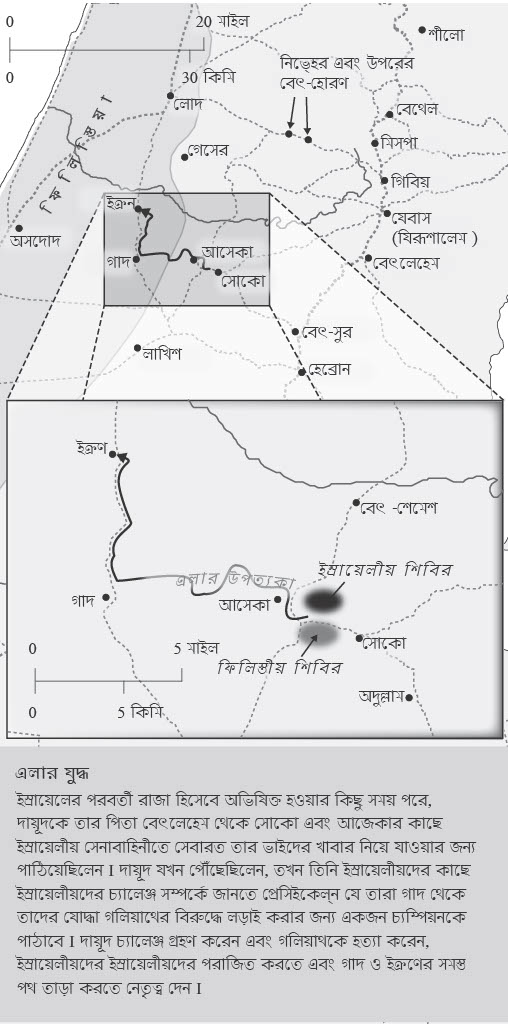 20 মাইল
0
0
30 কিমি
শীলো
নিম্নের এবং উপরের
বেৎ-হোরণ
লোদ
বেথেল
মিসপা
গেসের
গিবিয়
ইক্রন
যেবাস
(যিরূশালেম )
অসদোদ
গাদ
আসেকা
সোকো
বেৎলেহেম
বেৎ-সুর
লাখিশ
হেব্রোন
ইক্রণ
বেৎ -শেমেশ
এলার উপত্যকা
ইস্রায়েলীয় শিবির
গাদ
আসেকা
0
5 মাইল
সোকো
ফিলিস্তীয় শিবির
অদুল্লাম
0
5 কিমি
এলার যুদ্ধ
ইস্রায়েলের পরবর্তী রাজা হিসেবে অভিষিক্ত হওয়ার কিছু সময় পরে,
দায়ূদকে তার পিতা বেৎলেহেম থেকে সোকো এবং আজেকার কাছে
ইস্রায়েলীয় সেনাবাহিনীতে সেবারত তার ভাইদের খাবার নিয়ে যাওয়ার জন্য
পাঠিয়েছিলেন I দায়ূদ যখন পৌঁছেছিলেন, তখন তিনি ইস্রায়েলীয়দের কাছে
ইস্রায়েলীয়দের চ্যালেঞ্জ সম্পর্কে জানতে যে তারা গাদ থেকে
তাদের যোদ্ধা গলিয়াথের বিরুদ্ধে লড়াই করার জন্য একজন চ্যম্পিয়নকে
পাঠাবে I দায়ূদ চ্যালেঞ্জ গ্রহণ করেন এবং গলিয়াথকে হত্যা করেন,
ইস্রায়েলীয়দের ইস্রায়েলীয়দের পরাজিত করতে এবং গাদ ও ইক্রণের সমস্ত
পথ তাড়া করতে নেতৃত্ব দেন I